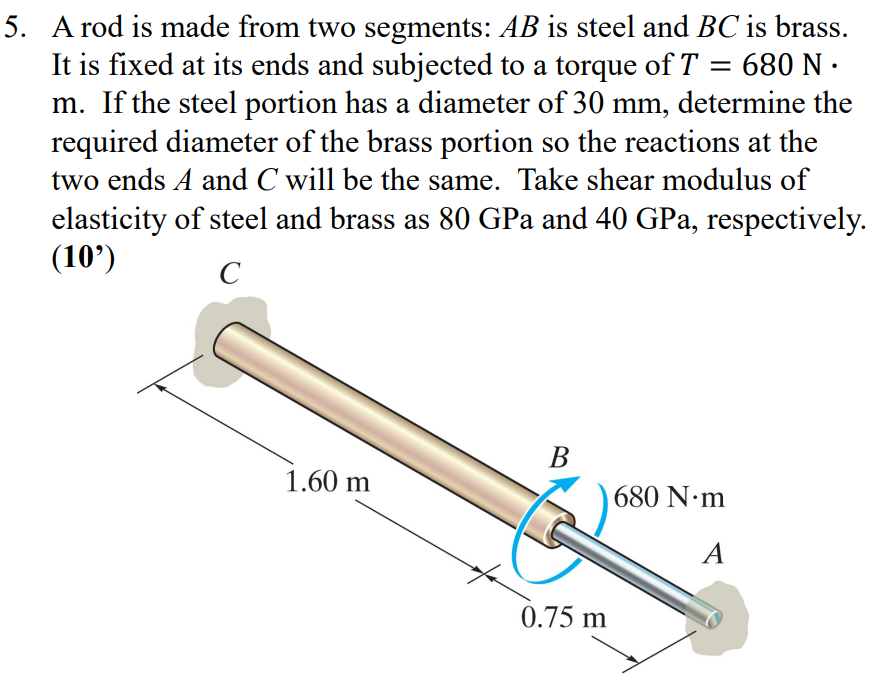 5. A rod is made from two segments: AB is steel and BC is brass.
It is fixed at its ends and subjected to a torque of T = 680 N ·
m. If the steel portion has a diameter of 30 mm, determine the
required diameter of the brass portion so the reactions at the
two ends A and C will be the same. Take shear modulus of
elasticity of steel and brass as 80 GPa and 40 GPa, respectively.
(10’)
C
B
1.60 m
680 N·m
A
0.75 m